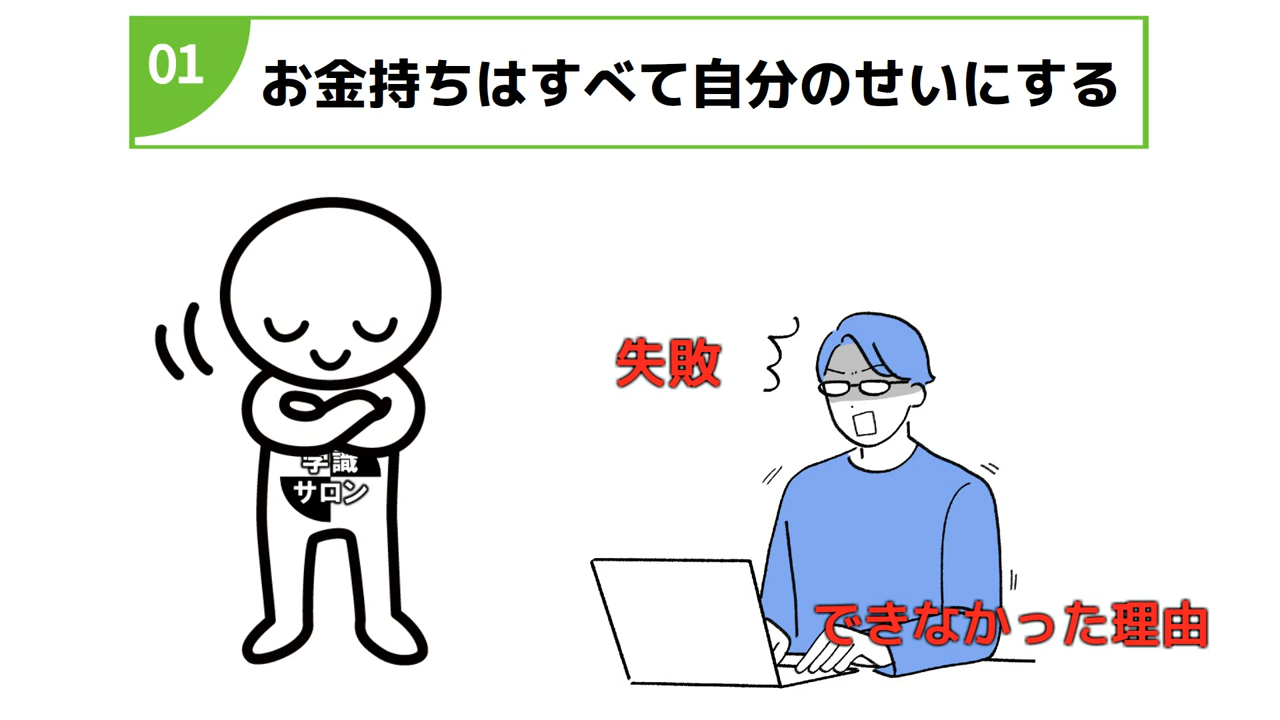 01
お金持ちはすべて自分のせいにする
失敗
学識
サロン
できなかった理由